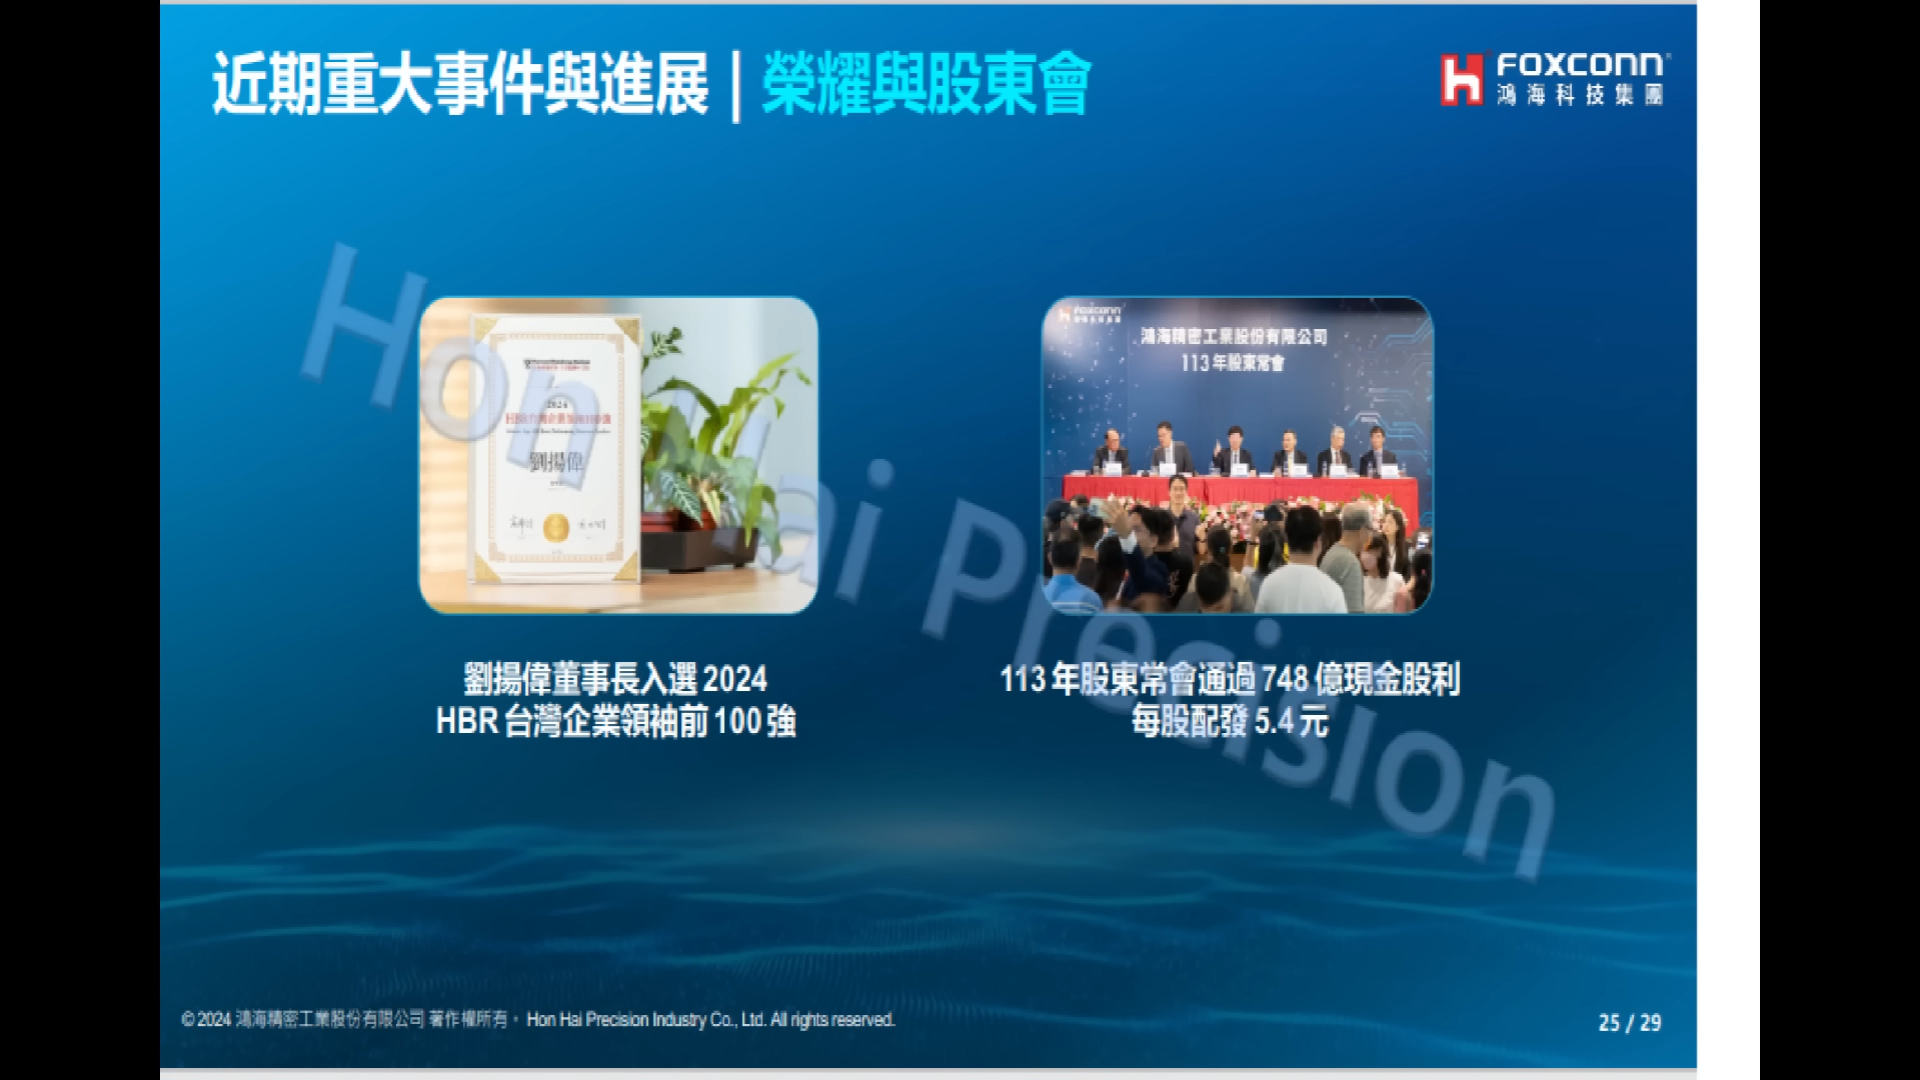 近期重大事件與進展｜榮耀與股東會
FOXCONN
鴻海科技集團
2024
劉揚偉
FOXCONN
鴻海精密工業股份有限公司
113 年股東常會
劉揚偉董事長入選 2024
HBR 台灣企業領袖前 100 強
113 年股東常會通過 748 億現金股利
每股配發 5.4 元
Hon Hai Precision
© 2024 鴻海精密工業股份有限公司 著作權所有。 Hon Hai Precision Industry Co., Ltd. All rights reserved.
25 / 29